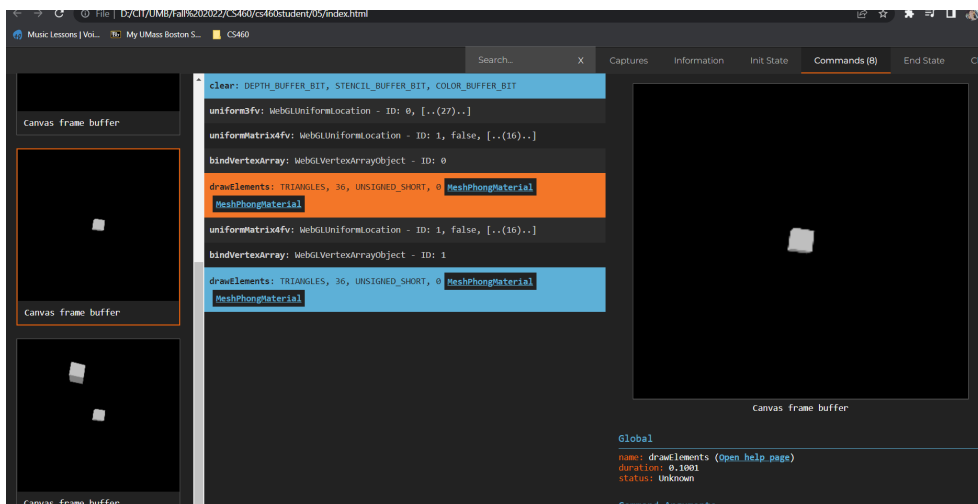 File | D:/CIT/UMB/Fall%202022/CS460/cs460student/05/index.html
Music Lessons | Voi... My UMass Boston S... CS460
Search... X Captures Information Init State Commands (8) End State
Canvas frame buffer
Canvas frame buffer
Canvas frame buffer
clear: DEPTH_BUFFER_BIT, STENCIL_BUFFER_BIT, COLOR_BUFFER_BIT
uniform3fv: WebGLUniformLocation - ID: 0, [..(27)..]
uniformMatrix4fv: WebGLUniformLocation - ID: 1, false, [..(16)..]
bindVertexArray: WebGLVertexArrayObject - ID: 0
drawElements: TRIANGLES, 36, UNSIGNED_SHORT, 0 MeshPhongMaterial
MeshPhongMaterial
uniformMatrix4fv: WebGLUniformLocation - ID: 1, false, [..(16)..]
bindVertexArray: WebGLVertexArrayObject - ID: 1
drawElements: TRIANGLES, 36, UNSIGNED_SHORT, 0 MeshPhongMaterial
MeshPhongMaterial
Canvas frame buffer
Global
name: drawElements (Open help page)
duration: 0.1001
status: Unknown
Command Arguments